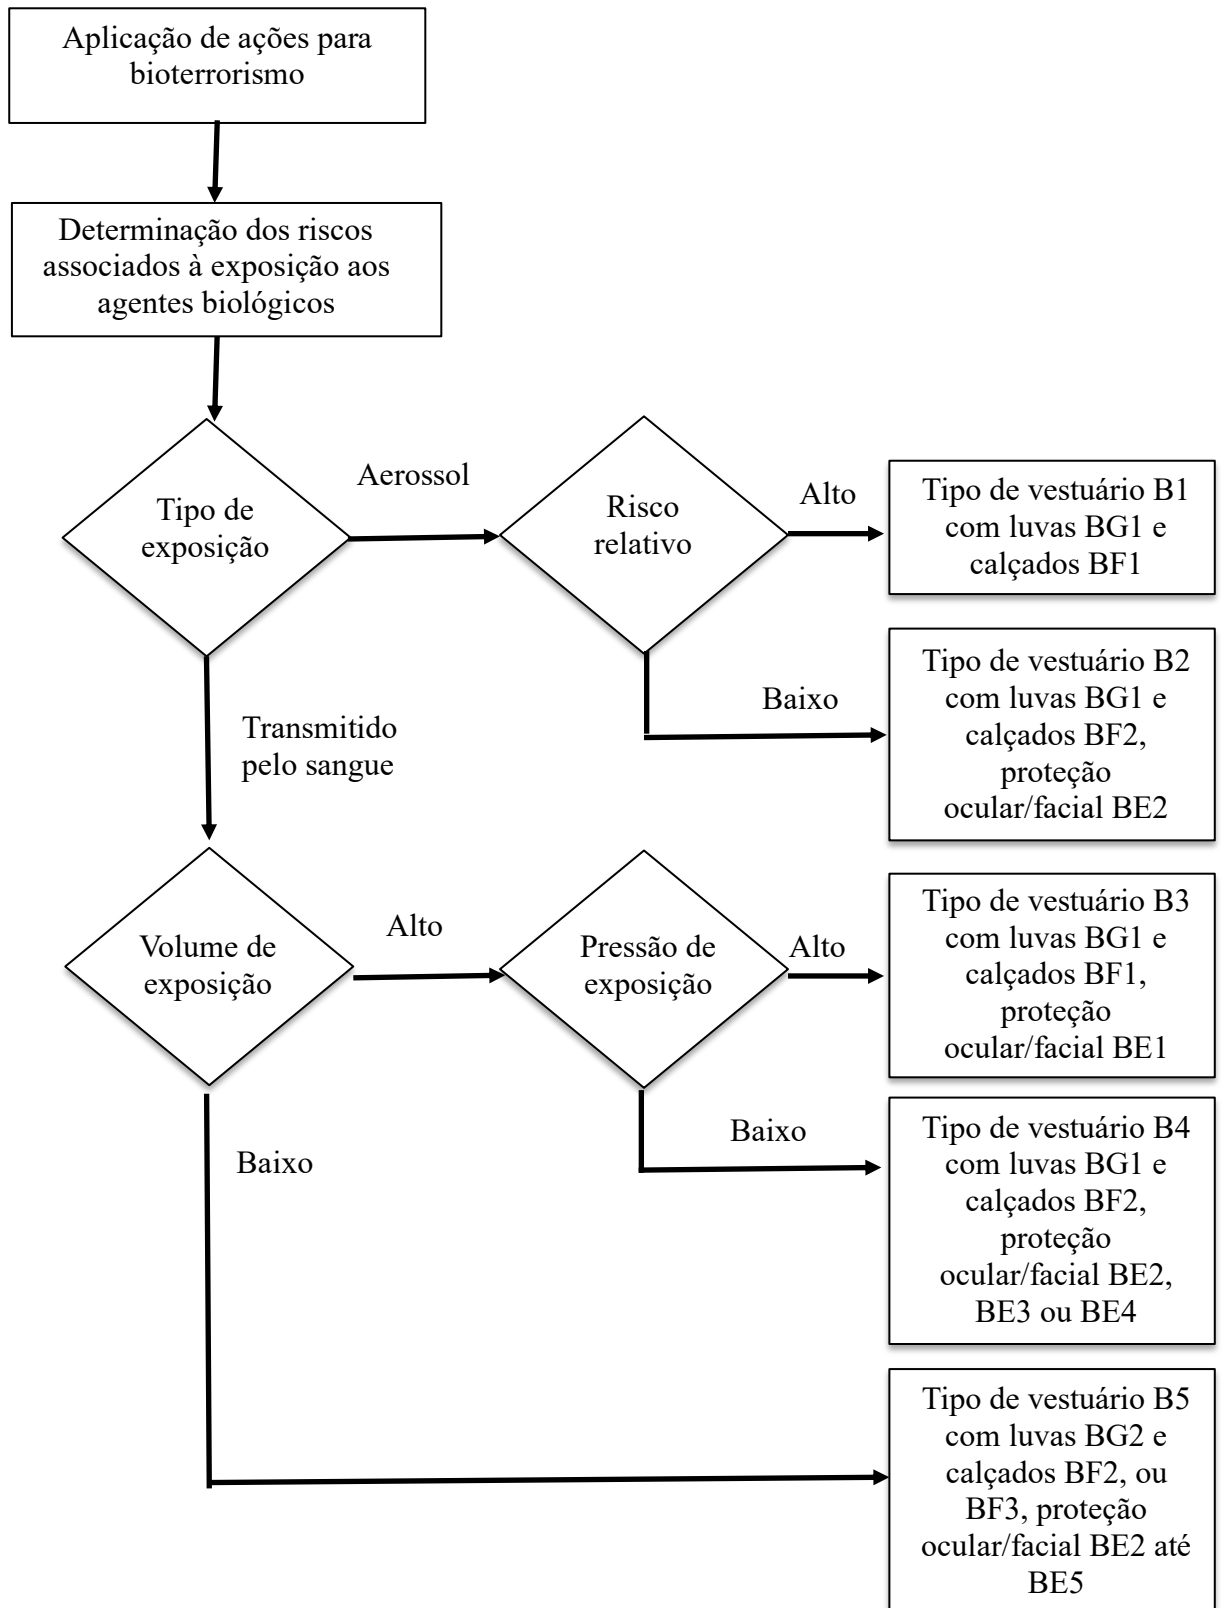 Aplicação de ações para
bioterrorismo
Determinação dos riscos
associados à exposição aos
agentes biológicos
Tipo de
exposição
Aerossol
Risco
relativo
Alto
Tipo de vestuário B1
com luvas BG1 e
calçados BF1
Baixo
Tipo de vestuário B2
com luvas BG1 e
calçados BF2,
proteção
ocular/facial BE2
Transmitido
pelo sangue
Volume de
exposição
Alto
Pressão de
exposição
Alto
Tipo de vestuário B3
com luvas BG1 e
calçados BF1,
proteção
ocular/facial BE1
Baixo
Tipo de vestuário B4
com luvas BG1 e
calçados BF2,
proteção
ocular/facial BE2,
BE3 ou BE4
Baixo
Tipo de vestuário B5
com luvas BG2 e
calçados BF2, ou
BF3, proteção
ocular/facial BE2 até
BE5